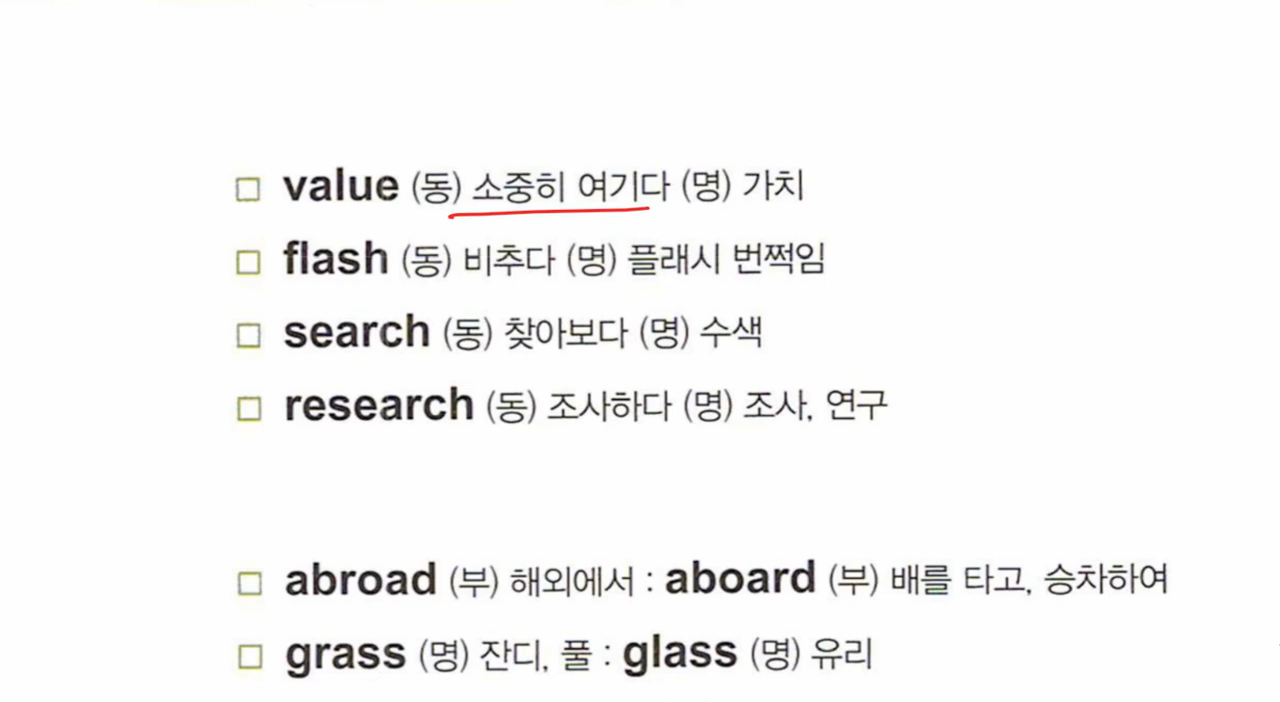 □ value (동) 소중히 여기다 (명) 가치
□ flash (동) 비추다 (명) 플래시 번쩍임
□ search (동) 찾아보다 (명) 수색
□ research (동) 조사하다 (명) 조사, 연구
□ abroad (부) 해외에서 : aboard (부) 배를 타고, 승차하여
□ grass (명) 잔디, 풀 : glass (명) 유리